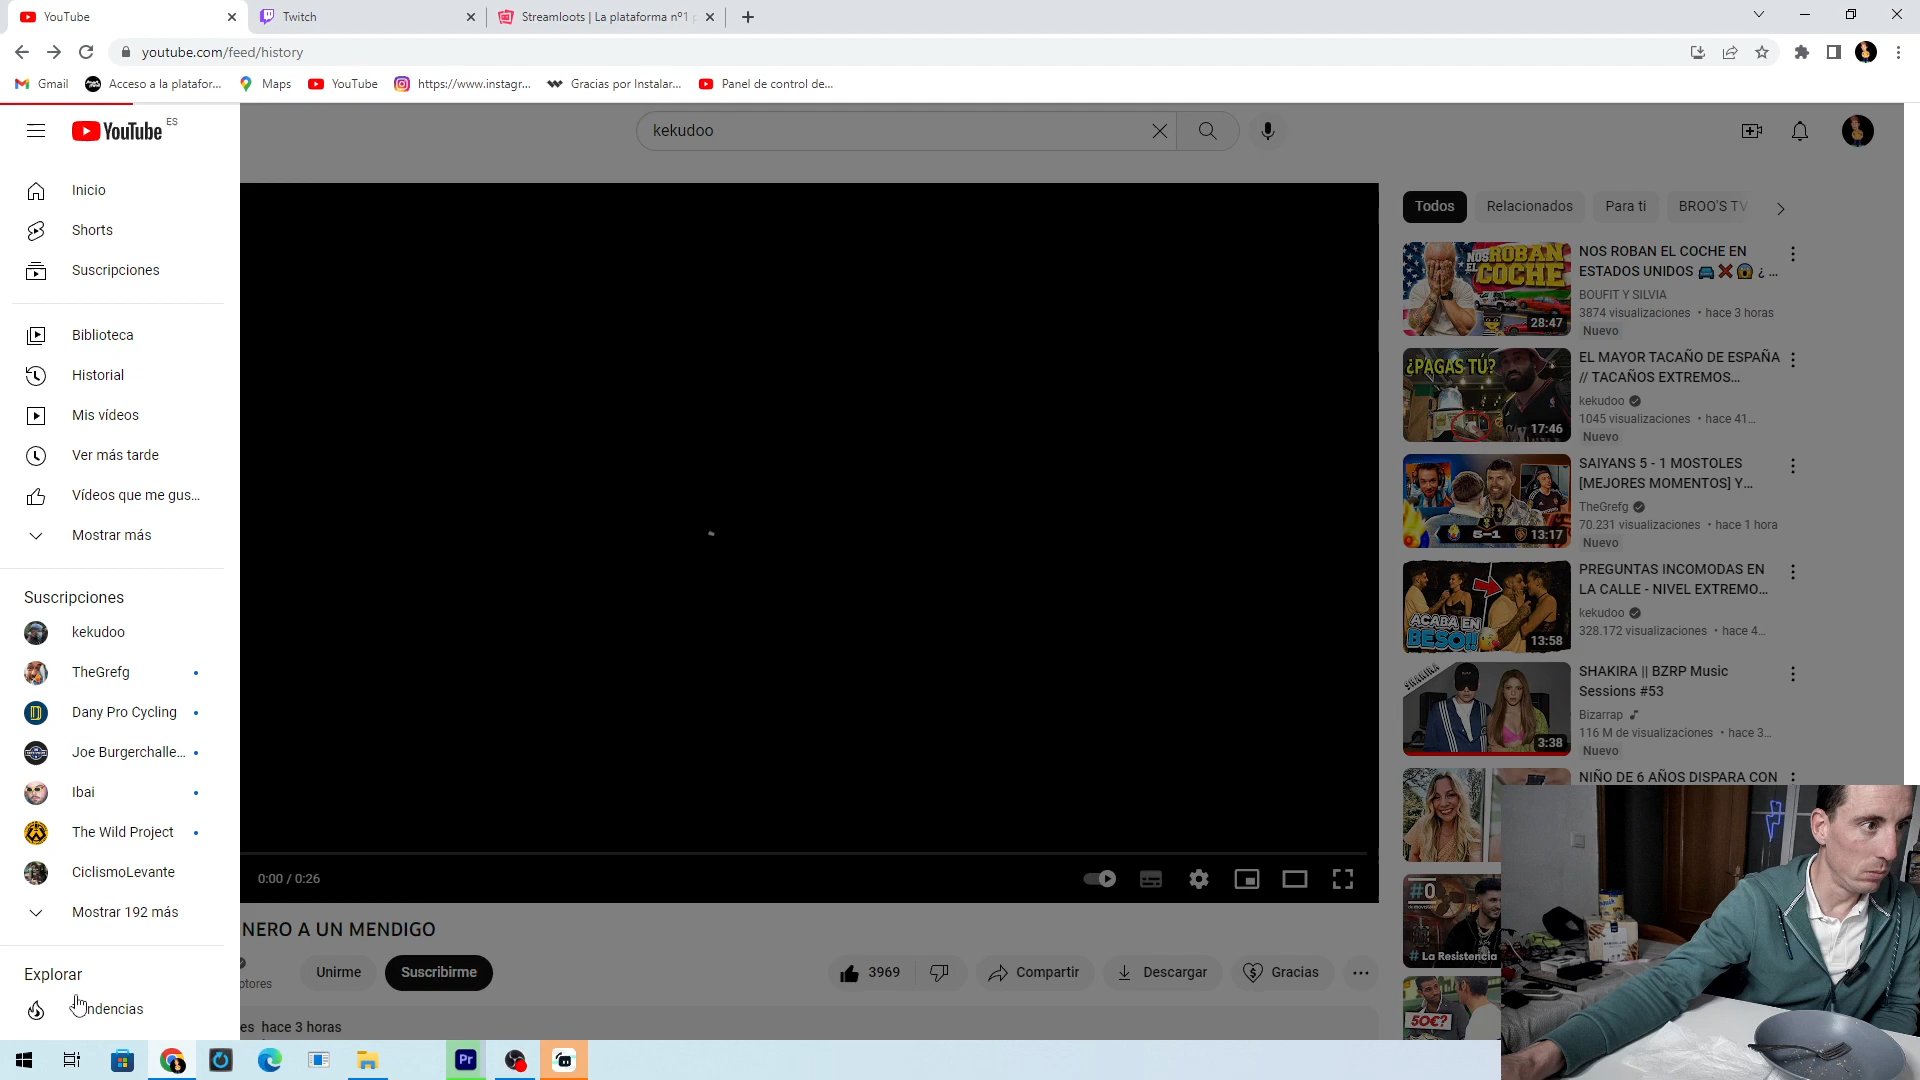 YouTube
Twitch
Streamloots | La plataforma nº1
youtube.com/feed/history
Gmail
Acceso a la platafor...
Maps
YouTube
https://www.instagr...
Gracias por Instalar...
Panel de control de...
YouTube ES
kekudoo
Inicio
Shorts
Suscripciones
Biblioteca
Historial
Mis vídeos
Ver más tarde
Vídeos que me gus...
Mostrar más
Suscripciones
kekudoo
TheGrefg
Dany Pro Cycling
Joe Burgerchalle...
Ibai
The Wild Project
CiclismoLevante
Mostrar 192 más
Explorar
ndencias
0:00 / 0:26
NERO A UN MENDIGO
ptores
Unirme
Suscribirme
3969
Compartir
Descargar
Gracias
es hace 3 horas
Todos
Relacionados
Para ti
BROO'S TV
NOS ROBAN EL COCHE
28:47
NOS ROBAN EL COCHE EN
ESTADOS UNIDOS 🚘❌😱 ¿ ...
BOUFIT Y SILVIA
3874 visualizaciones • hace 3 horas
Nuevo
¿PAGAS TÚ?
17:46
EL MAYOR TACAÑO DE ESPAÑA
// TACAÑOS EXTREMOS...
kekudoo
1045 visualizaciones • hace 41...
Nuevo
5-1
13:17
SAIYANS 5 - 1 MOSTOLES
[MEJORES MOMENTOS] Y...
TheGrefg
70.231 visualizaciones • hace 1 hora
Nuevo
ACABA EN
BESO!!
13:58
PREGUNTAS INCOMODAS EN
LA CALLE - NIVEL EXTREMO...
kekudoo
328.172 visualizaciones • hace 4...
SHAKIRA
3:38
SHAKIRA || BZRP Music
Sessions #53
Bizarrap
116 M de visualizaciones • hace 3...
Nuevo
NIÑO DE 6 AÑOS DISPARA CON
#0
# La Resistencia
50€?
Pr